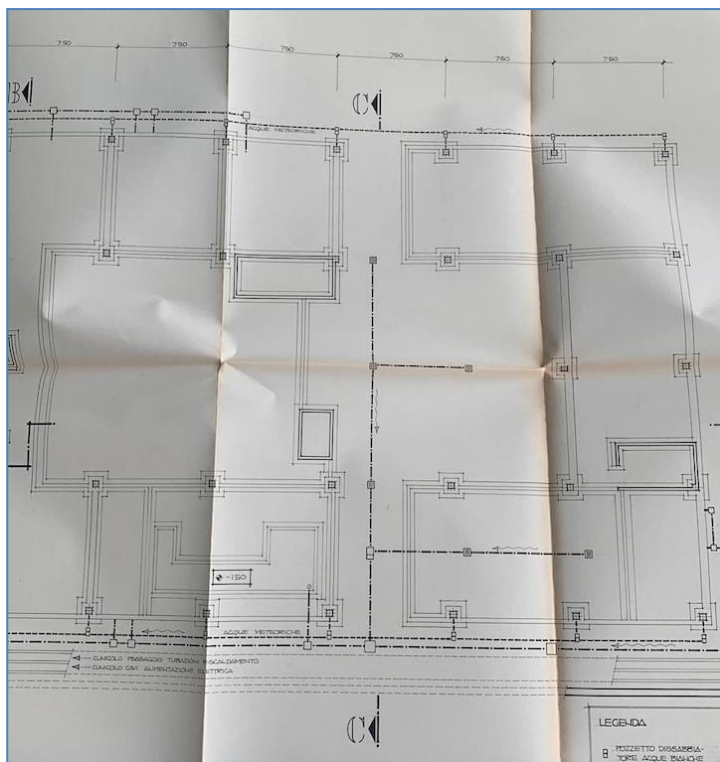 750 750 750 750 750 750
B
C
ACQUE METEORICHE
-150
ACQUE METEORICHE
CUNICOLO PASSAGGIO TUBAZIONI RISCALDAMENTO
CUNICOLO CAVI ALIMENTAZIONE ELETTRICA
C
LEGENDA
POZZETTO DISSABBIA-
TORE ACQUE BIANCHE